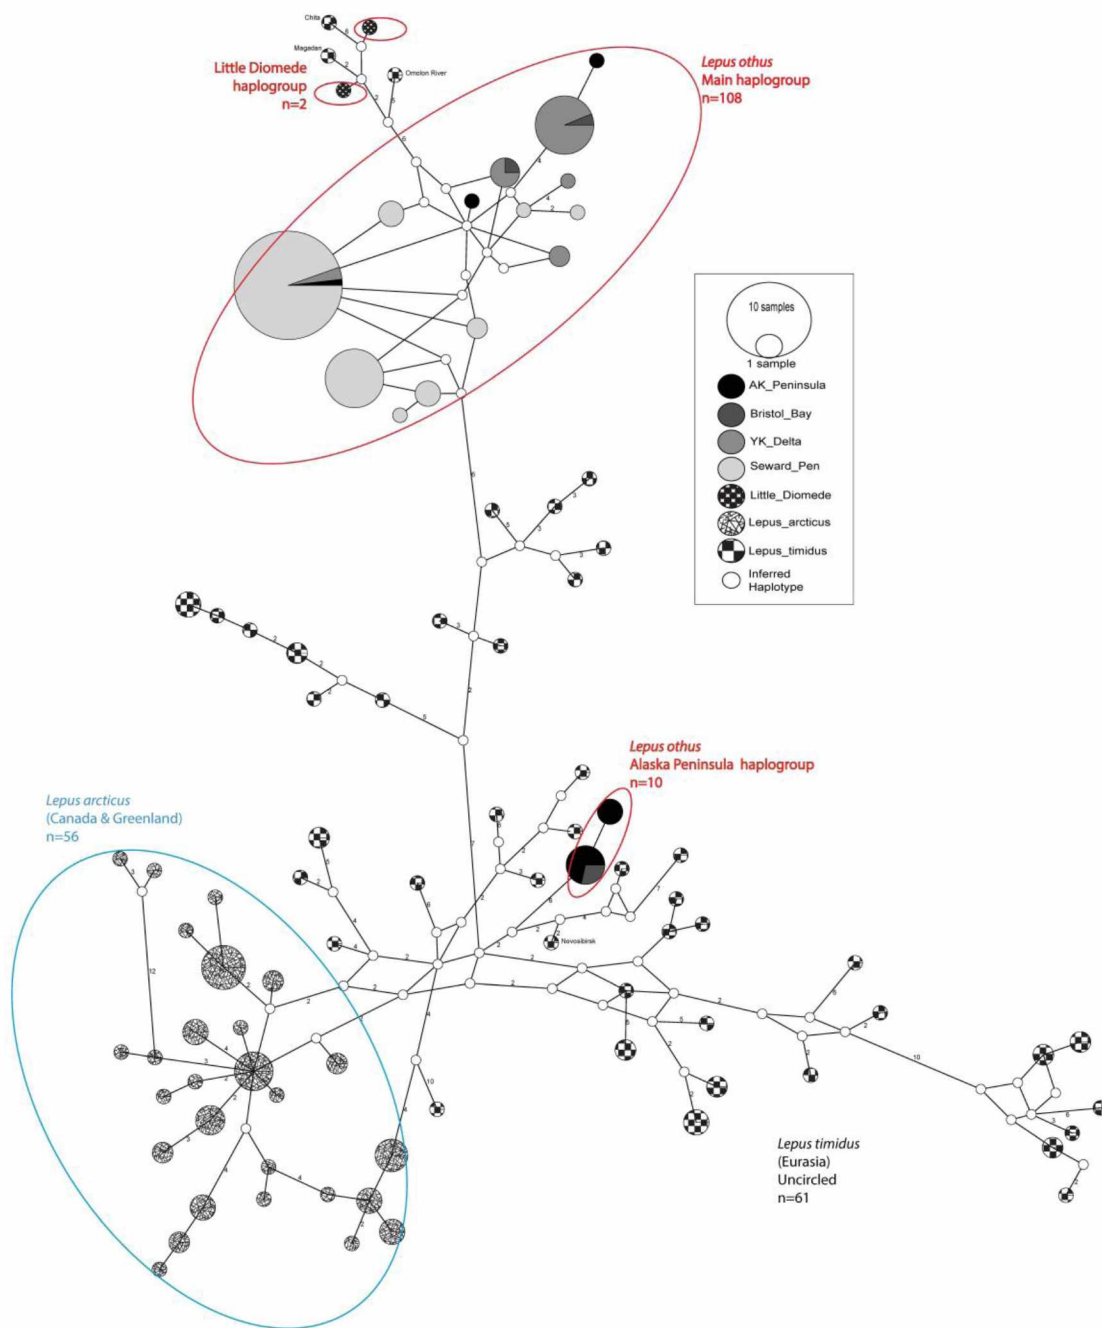 Chita
Magadan
Omolon River
Little Diomede
haplogroup
n=2
Lepus othus
Main haplogroup
n=108
10 samples
1 sample
AK_Peninsula
Bristol_Bay
YK_Delta
Seward_Pen
Little_Diomede
Lepus_arcticus
Lepus_timidus
Inferred
Haplotype
Lepus othus
Alaska Peninsula haplogroup
n=10
Lepus arcticus
(Canada & Greenland)
n=56
Novosibirsk
Lepus timidus
(Eurasia)
Uncircled
n=61